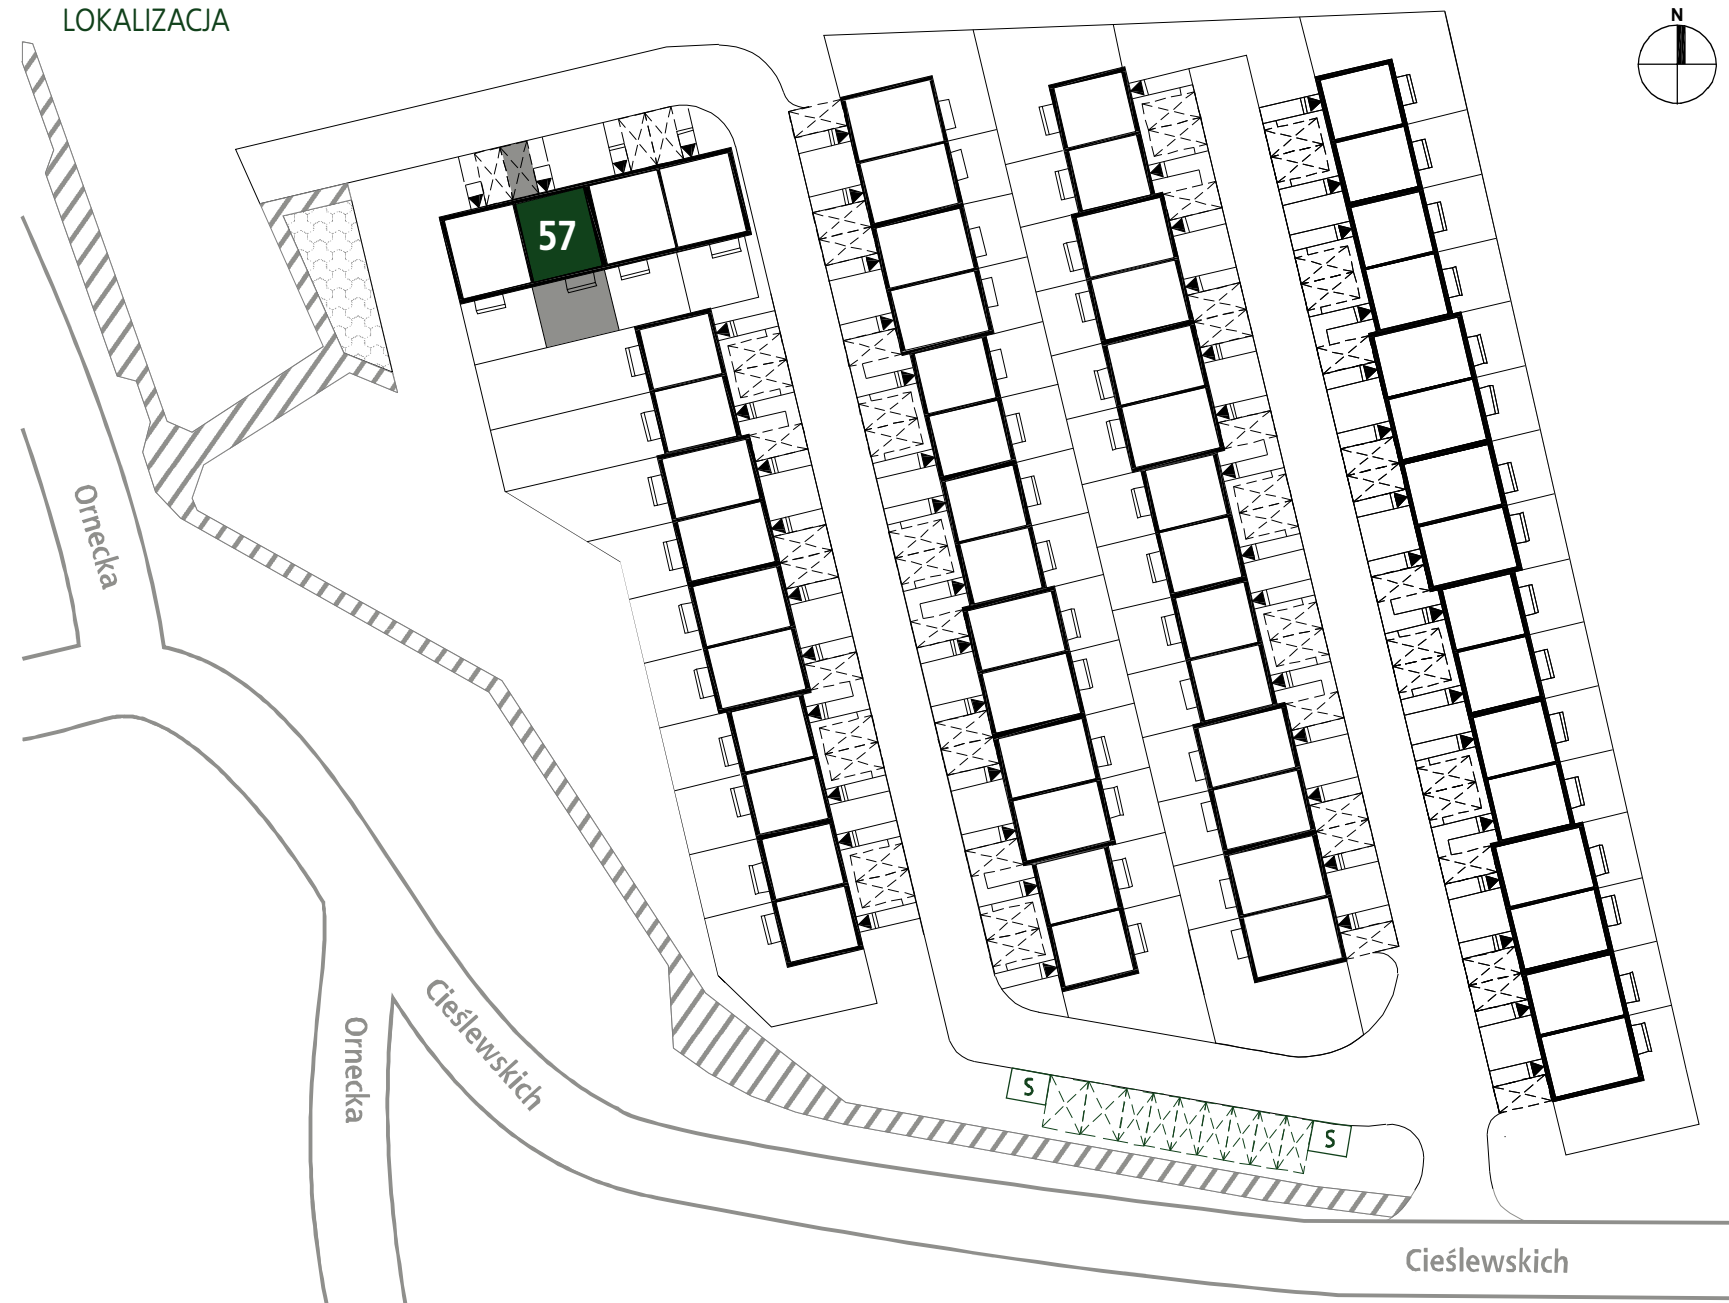 LOKALIZACJA
N
57
Ornecka
Cieślewskich
Ornecka
S
S
Cieślewskich